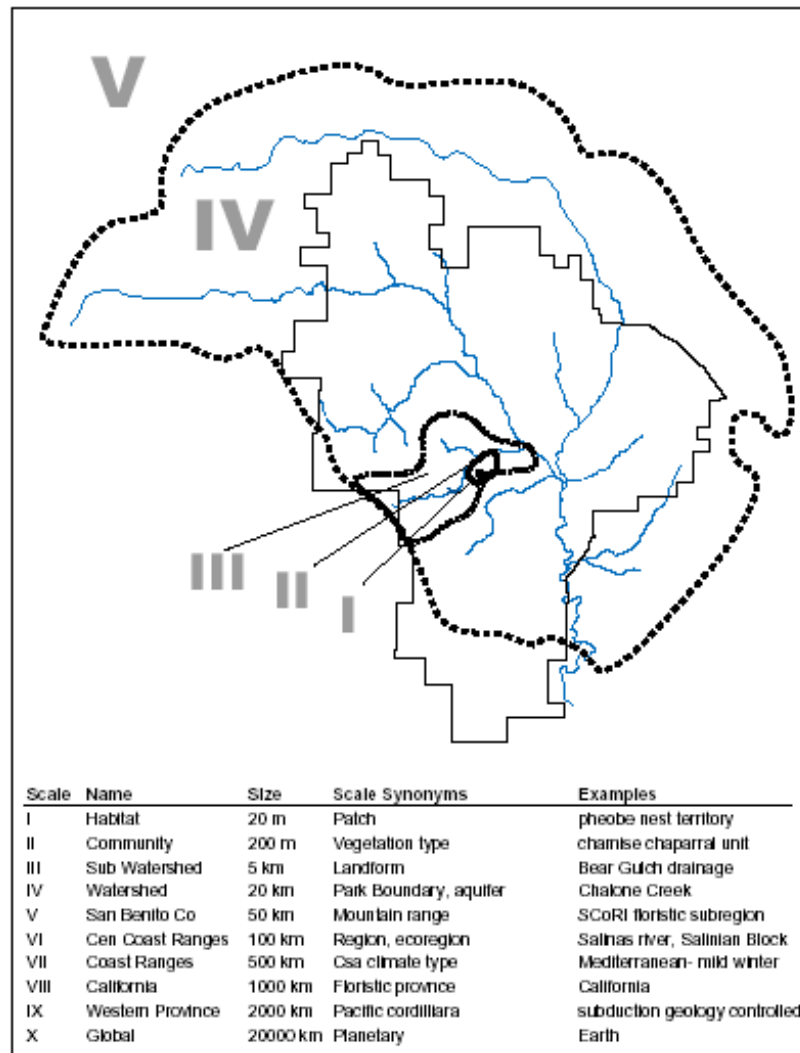 V
IV
III
II
I
Scale Name Size Scale Synonyms Examples
I Habitat 20 m Patch pheobe nest territory
II Community 200 m Vegetation type chamise chaparral unit
III Sub Watershed 5 km Landform Bear Gulch drainage
IV Watershed 20 km Park Boundary, aquifer Chalone Creek
V San Benito Co 50 km Mountain range SCoRI floristic subregion
VI Cen Coast Ranges 100 km Region, ecoregion Salinas river, Salinian Block
VII Coast Ranges 500 km Csa climate type Mediterranean- mild winter
VIII California 1000 km Floristic provnce California
IX Western Province 2000 km Pacific cordilliara subduction geology controlled
X Global 20000 km Planetary Earth